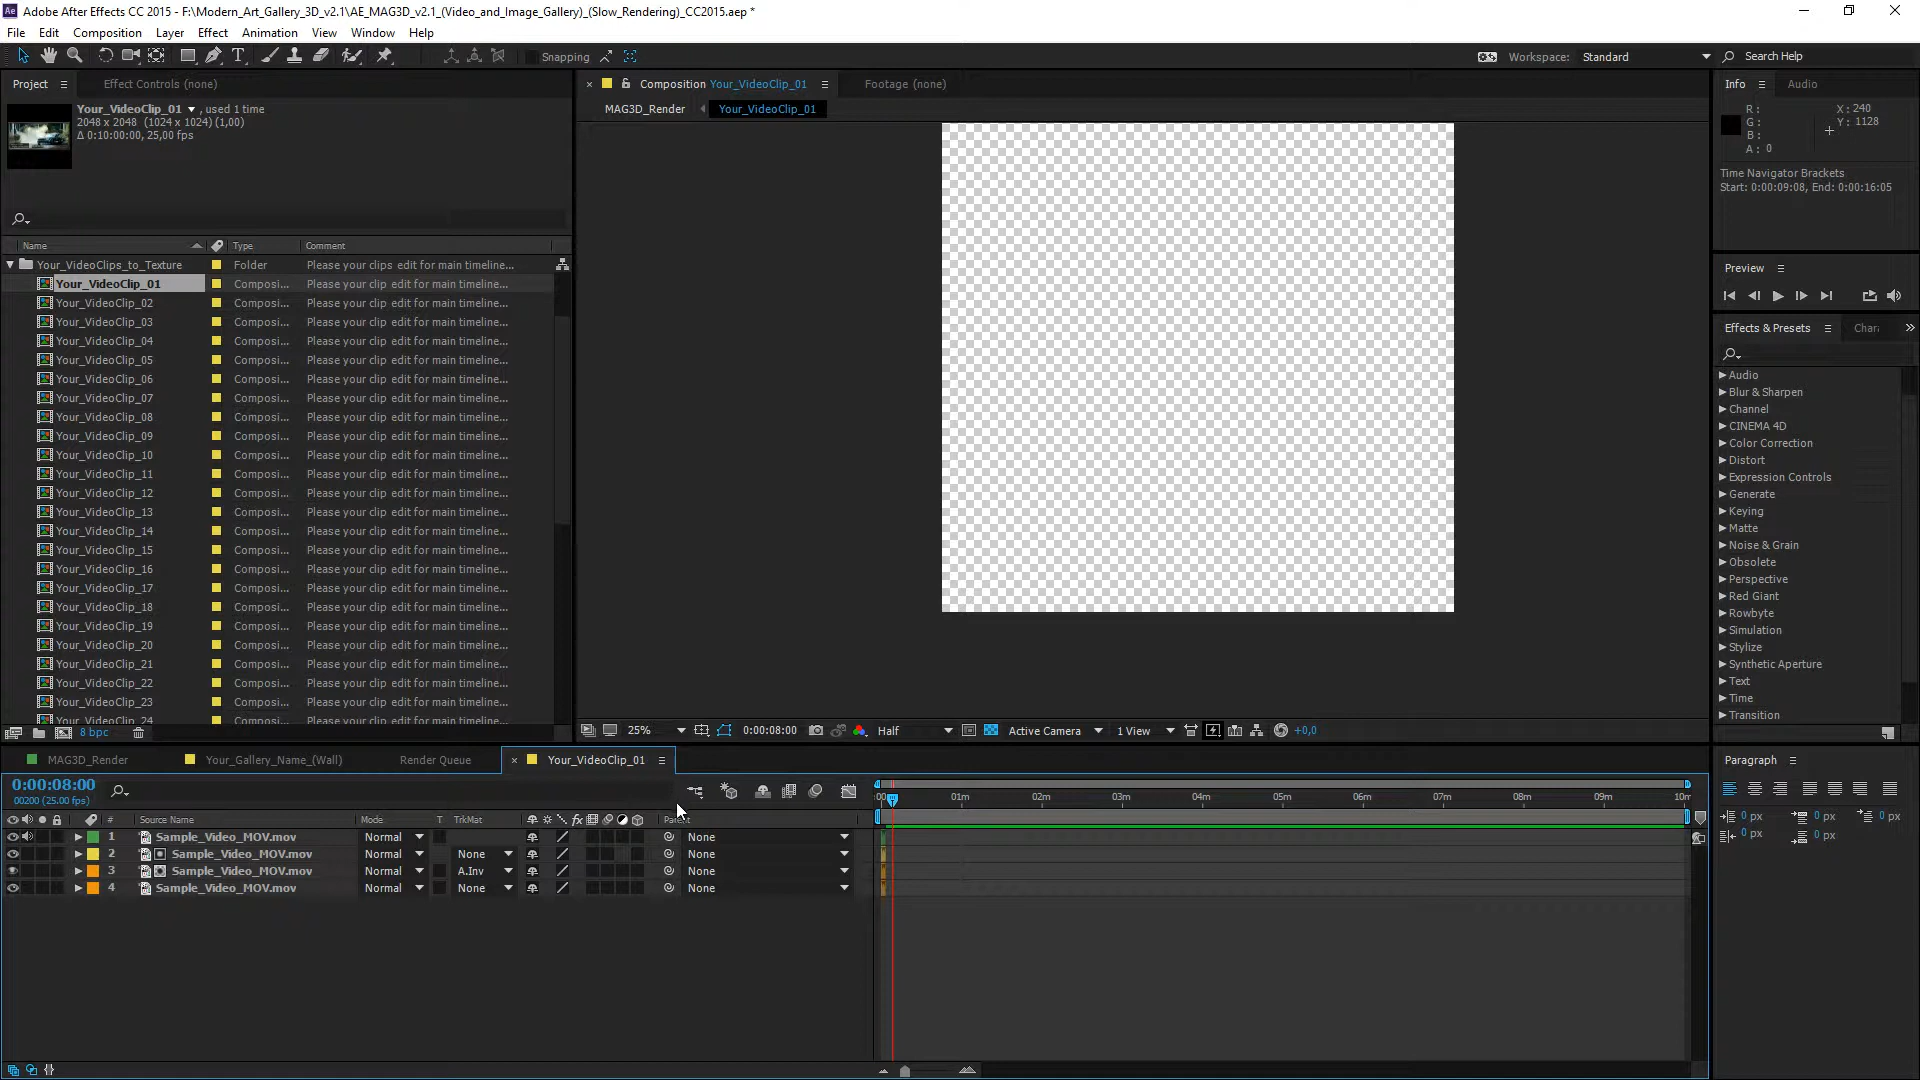 Adobe After Effects CC 2015 - F:\Modern_Art_Gallery_3D_v2.1\AE_MAG3D_v2.1_(Video_and_Image_Gallery)_(Slow_Rendering)_CC2015.aep *
File Edit Composition Layer Effect Animation View Window Help
Snapping
Workspace: Standard
Search Help
Project
Effect Controls (none)
Your_VideoClip_01 , used 1 time
2048 x 2048 (1024 x 1024) (1,00)
Δ 0:10:00:00, 25,00 fps
Name Type Comment
Your_VideoClips_to_Texture Folder Please your clips edit for main timeline...
Your_VideoClip_01 Composi... Please your clip edit for main timeline...
Your_VideoClip_02 Composi... Please your clip edit for main timeline...
Your_VideoClip_03 Composi... Please your clip edit for main timeline...
Your_VideoClip_04 Composi... Please your clip edit for main timeline...
Your_VideoClip_05 Composi... Please your clip edit for main timeline...
Your_VideoClip_06 Composi... Please your clip edit for main timeline...
Your_VideoClip_07 Composi... Please your clip edit for main timeline...
Your_VideoClip_08 Composi... Please your clip edit for main timeline...
Your_VideoClip_09 Composi... Please your clip edit for main timeline...
Your_VideoClip_10 Composi... Please your clip edit for main timeline...
Your_VideoClip_11 Composi... Please your clip edit for main timeline...
Your_VideoClip_12 Composi... Please your clip edit for main timeline...
Your_VideoClip_13 Composi... Please your clip edit for main timeline...
Your_VideoClip_14 Composi... Please your clip edit for main timeline...
Your_VideoClip_15 Composi... Please your clip edit for main timeline...
Your_VideoClip_16 Composi... Please your clip edit for main timeline...
Your_VideoClip_17 Composi... Please your clip edit for main timeline...
Your_VideoClip_18 Composi... Please your clip edit for main timeline...
Your_VideoClip_19 Composi... Please your clip edit for main timeline...
Your_VideoClip_20 Composi... Please your clip edit for main timeline...
Your_VideoClip_21 Composi... Please your clip edit for main timeline...
Your_VideoClip_22 Composi... Please your clip edit for main timeline...
Your_VideoClip_23 Composi... Please your clip edit for main timeline...
Your_VideoClip_24 Composi... Please your clip edit for main timeline...
8 bpc
Composition Your_VideoClip_01
Footage (none)
MAG3D_Render
Your_VideoClip_01
25%
0:00:08:00
Half
Active Camera
1 View
+0,0
Info
Audio
R :
G :
B :
A : 0
X : 240
Y : 1128
Time Navigator Brackets
Start: 0:00:09:08, End: 0:00:16:05
Preview
Effects & Presets
Char
Audio
Blur & Sharpen
Channel
CINEMA 4D
Color Correction
Distort
Expression Controls
Generate
Keying
Matte
Noise & Grain
Obsolete
Perspective
Red Giant
Rowbyte
Simulation
Stylize
Synthetic Aperture
Text
Time
Transition
MAG3D_Render
Your_Gallery_Name_(Wall)
Render Queue
Your_VideoClip_01
0:00:08:00
00200 (25.00 fps)
# Source Name Mode T TrkMat fx Parent
1 Sample_Video_MOV.mov Normal None
2 Sample_Video_MOV.mov Normal None None
3 Sample_Video_MOV.mov Normal A.Inv None
4 Sample_Video_MOV.mov Normal None None
01m 02m 03m 04m 05m 06m 07m 08m 09m 10m
Paragraph
0 px 0 px 0 px
0 px 0 px